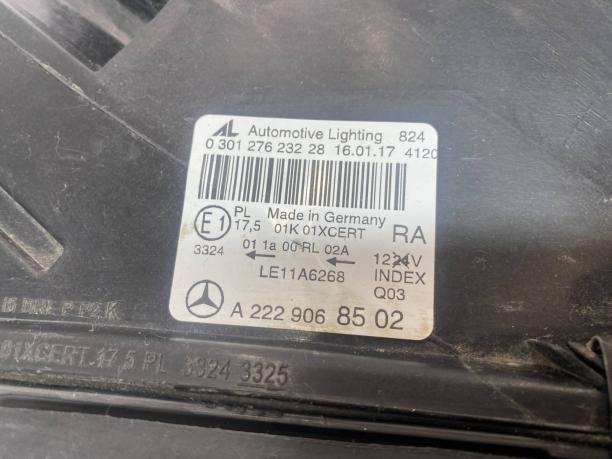 AL Automotive Lighting 824
0 301 276 232 28 16.01.17 4120
E1 PL Made in Germany
17,5 01K 01XCERT RA
3324 01 1a 00 RL 02A 12V
LE11A6268 INDEX
Q03
A 222 906 85 02
01XCERT.17,5 PL 3324 3325